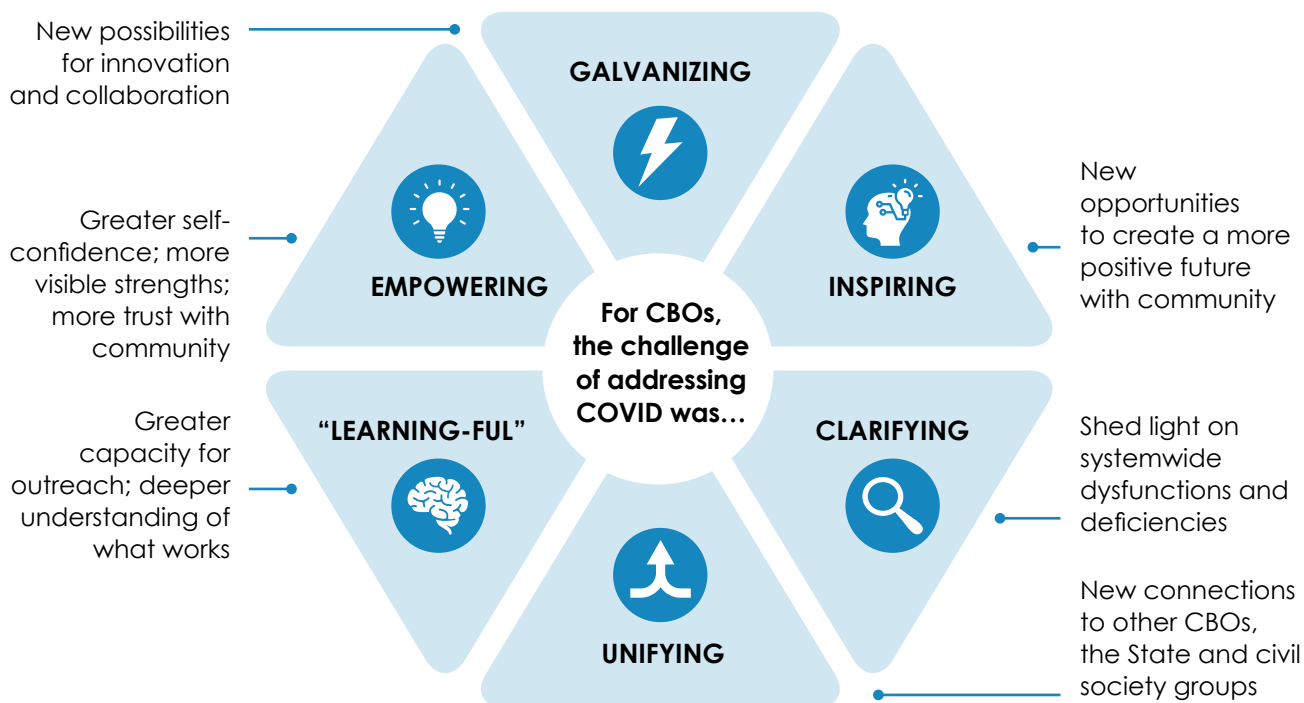 New possibilities
for innovation
and collaboration
GALVANIZING
Greater self-
confidence; more
visible strengths;
more trust with
community
EMPOWERING
INSPIRING
New
opportunities
to create a more
positive future
with community
For CBOs,
the challenge
of addressing
COVID was…
Greater
capacity for
outreach; deeper
understanding of
what works
“LEARNING-FUL”
CLARIFYING
Shed light on
systemwide
dysfunctions and
deficiencies
UNIFYING
New connections
to other CBOs,
the State and civil
society groups